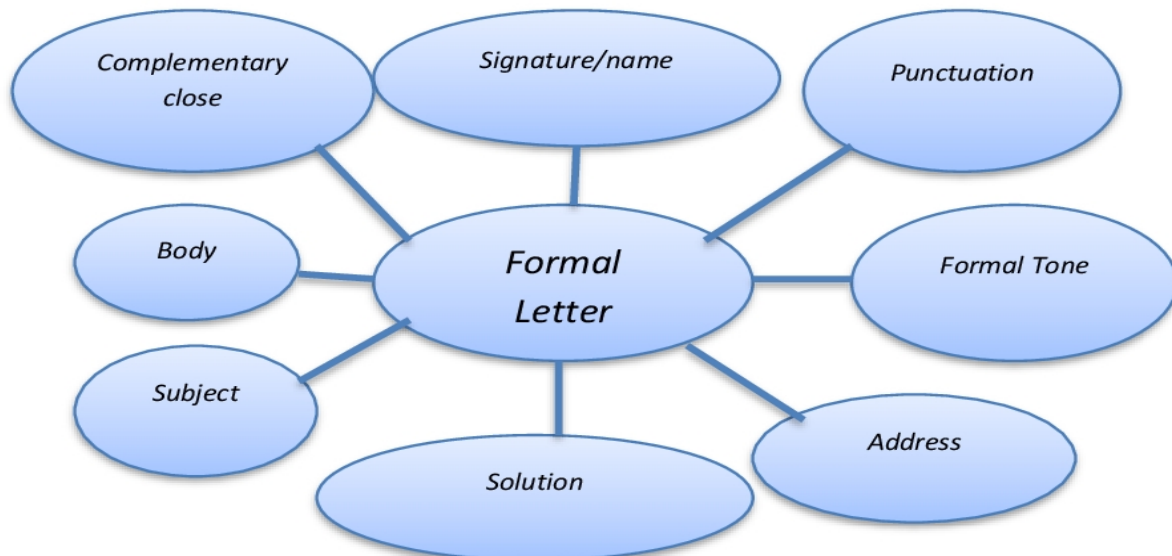 Complementary
close
Signature/name
Punctuation
Body
Formal
Letter
Formal Tone
Subject
Solution
Address